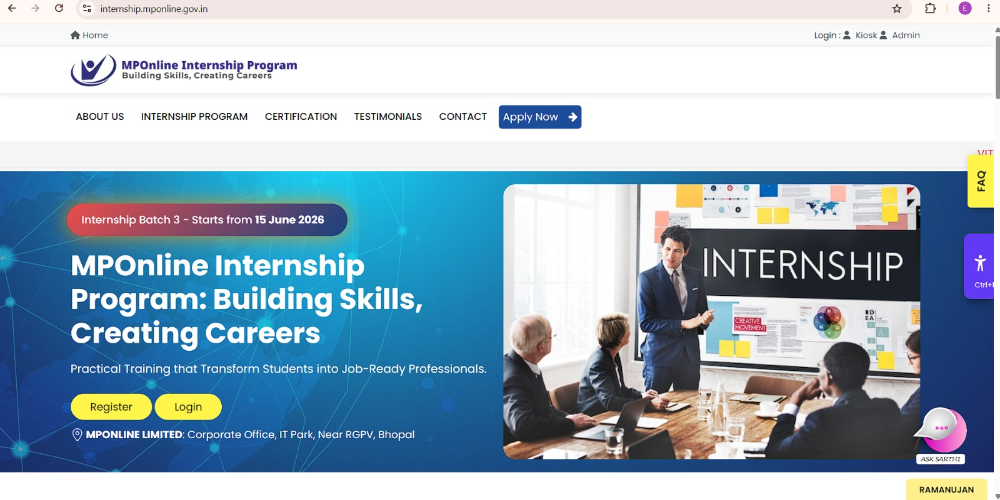 internship.mponline.gov.in
E
Home
Login : Kiosk Admin
MPOnline Internship Program
Building Skills, Creating Careers
ABOUT US INTERNSHIP PROGRAM CERTIFICATION TESTIMONIALS CONTACT Apply Now
VIT
FAQ
Internship Batch 3 - Starts from 15 June 2026
MPOnline Internship
Program: Building Skills,
Creating Careers
Practical Training that Transform Students into Job-Ready Professionals.
Register Login
MPONLINE LIMITED: Corporate Office, IT Park, Near RGPV, Bhopal
INTERNSHIP
CREATIVE
MOVEMENT
Ctrl+
ASK SARTHI
RAMANUJAN